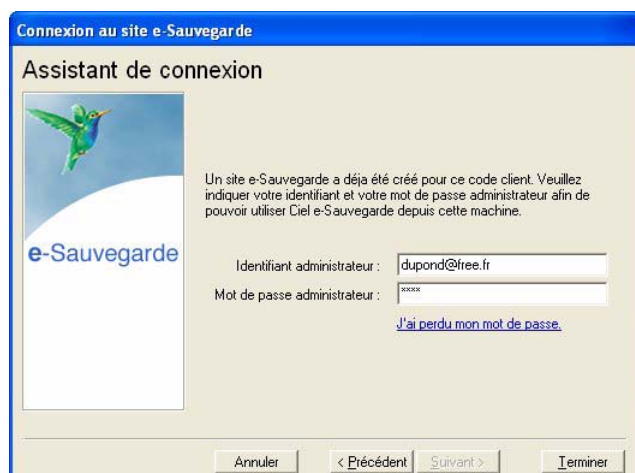 Connexion au site e-Sauvegarde
Assistant de connexion
Un site e-Sauvegarde a déja été créé pour ce code client. Veuillez
indiquer votre identifiant et votre mot de passe administrateur afin de
pouvoir utiliser Ciel e-Sauvegarde depuis cette machine.
e-Sauvegarde
Identifiant administrateur : dupond@free.fr
Mot de passe administrateur : ****
J'ai perdu mon mot de passe.
Annuler < Précédent Suivant > Terminer